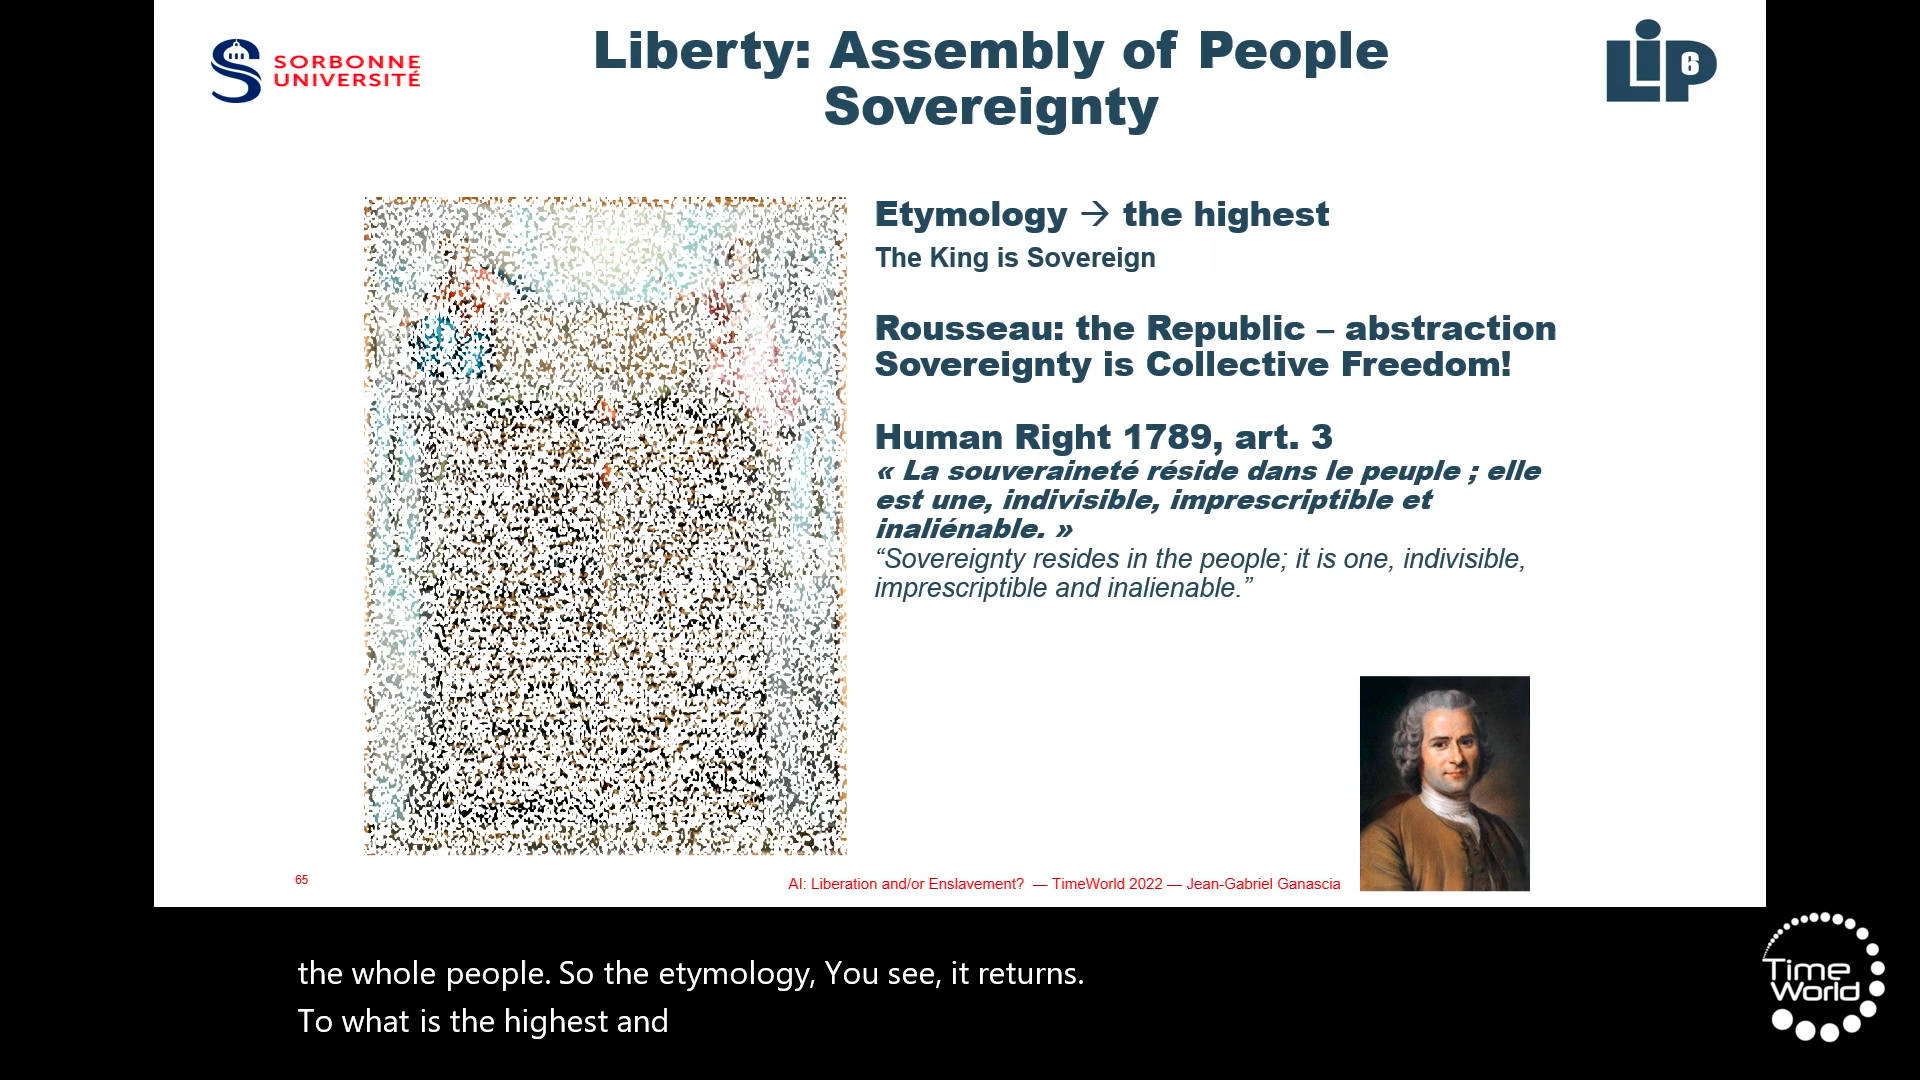 SORBONNE
UNIVERSITÉ
Liberty: Assembly of People
Sovereignty
LiP6
Etymology → the highest
The King is Sovereign
Rousseau: the Republic – abstraction
Sovereignty is Collective Freedom!
Human Right 1789, art. 3
« La souveraineté réside dans le peuple ; elle
est une, indivisible, imprescriptible et
inaliénable. »
“Sovereignty resides in the people; it is one, indivisible,
imprescriptible and inalienable.”
65
AI: Liberation and/or Enslavement? — TimeWorld 2022 — Jean-Gabriel Ganascia
the whole people. So the etymology, You see, it returns.
To what is the highest and
Time
World